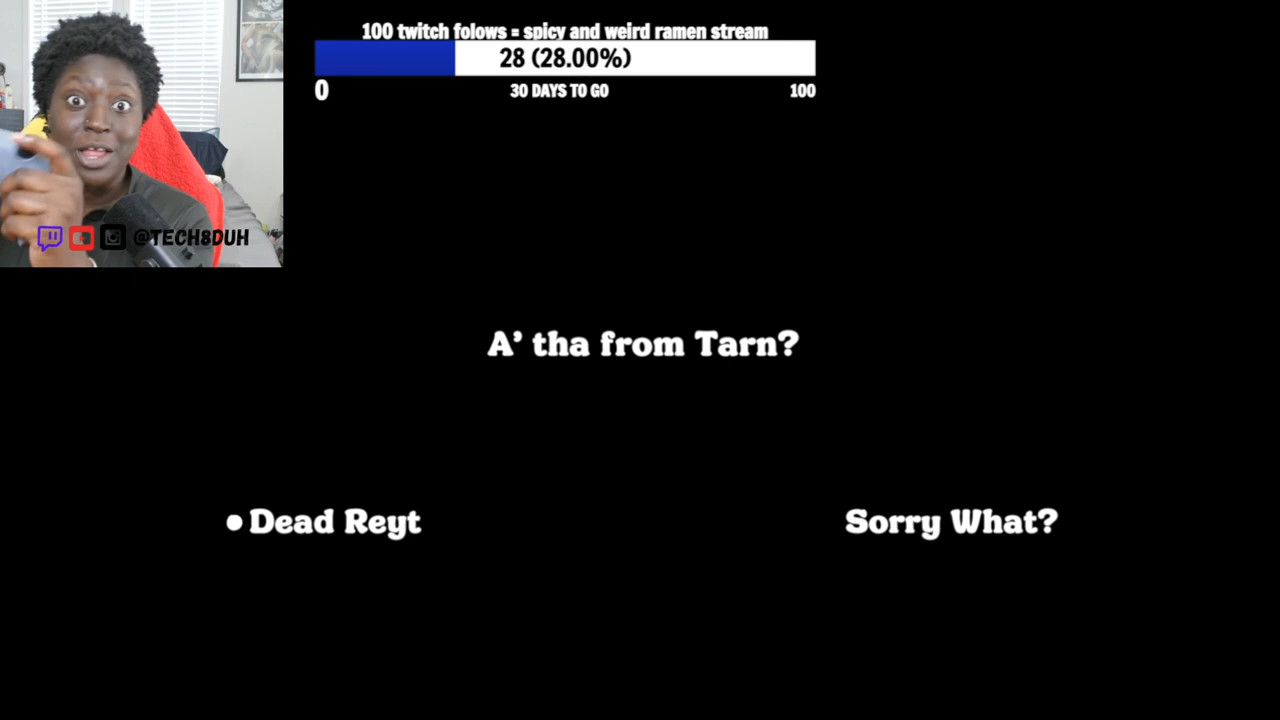 100 twitch folows = spicy and weird ramen stream
28 (28.00%)
0 30 DAYS TO GO 100
@TECH8DUH
A' tha from Tarn?
Dead Reyt Sorry What?